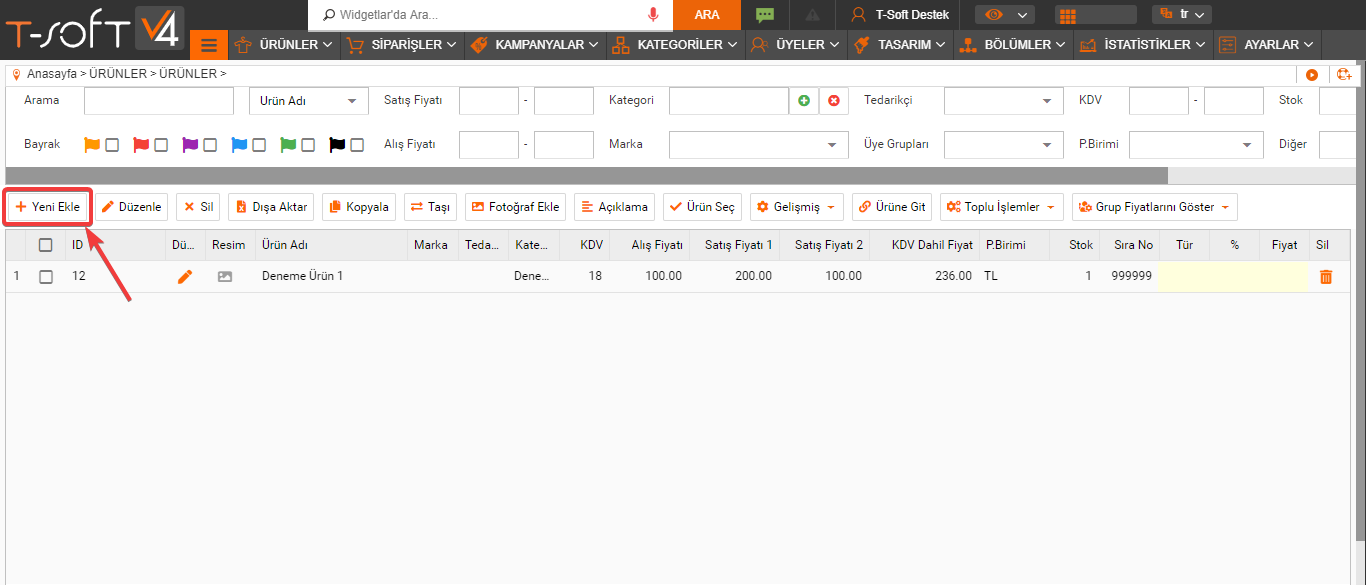 T-SOFT V4
Widgetlar'da Ara...
ARA
T-Soft Destek
tr
ÜRÜNLER
SİPARİŞLER
KAMPANYALAR
KATEGORİLER
ÜYELER
TASARIM
BÖLÜMLER
İSTATİSTİKLER
AYARLAR
Anasayfa > ÜRÜNLER > ÜRÜNLER >
Arama Ürün Adı Satış Fiyatı - Kategori Tedarikçi KDV - Stok
Bayrak Alış Fiyatı - Marka Üye Grupları P.Birimi Diğer
Yeni Ekle Düzenle Sil Dışa Aktar Kopyala Taşı Fotoğraf Ekle Açıklama Ürün Seç Gelişmiş Ürüne Git Toplu İşlemler Grup Fiyatlarını Göster
ID Dü... Resim Ürün Adı Marka Teda... Kate... KDV Alış Fiyatı Satış Fiyatı 1 Satış Fiyatı 2 KDV Dahil Fiyat P.Birimi Stok Sıra No Tür % Fiyat Sil
1 12 Deneme Ürün 1 Dene... 18 100.00 200.00 100.00 236.00 TL 1 999999